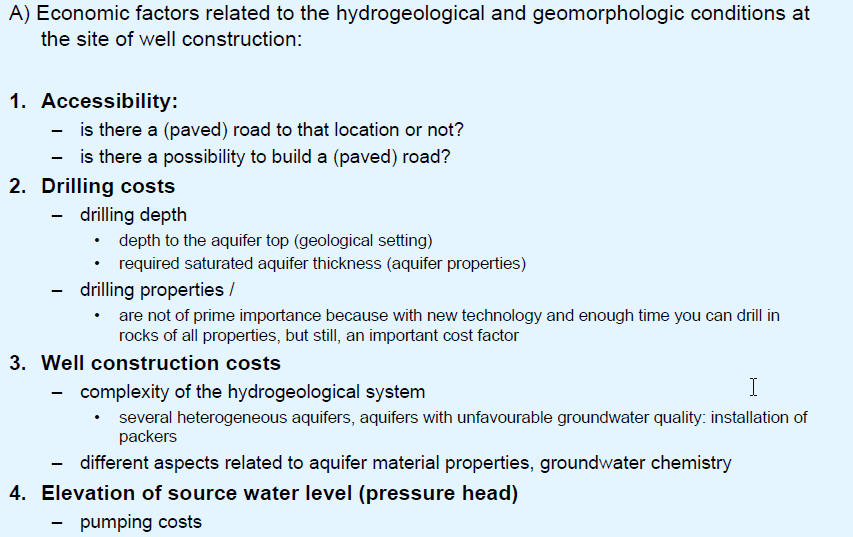 A) Economic factors related to the hydrogeological and geomorphologic conditions at
the site of well construction:
1. Accessibility:
– is there a (paved) road to that location or not?
– is there a possibility to build a (paved) road?
2. Drilling costs
– drilling depth
• depth to the aquifer top (geological setting)
• required saturated aquifer thickness (aquifer properties)
– drilling properties /
• are not of prime importance because with new technology and enough time you can drill in
rocks of all properties, but still, an important cost factor
3. Well construction costs
– complexity of the hydrogeological system
• several heterogeneous aquifers, aquifers with unfavourable groundwater quality: installation of
packers
– different aspects related to aquifer material properties, groundwater chemistry
4. Elevation of source water level (pressure head)
– pumping costs